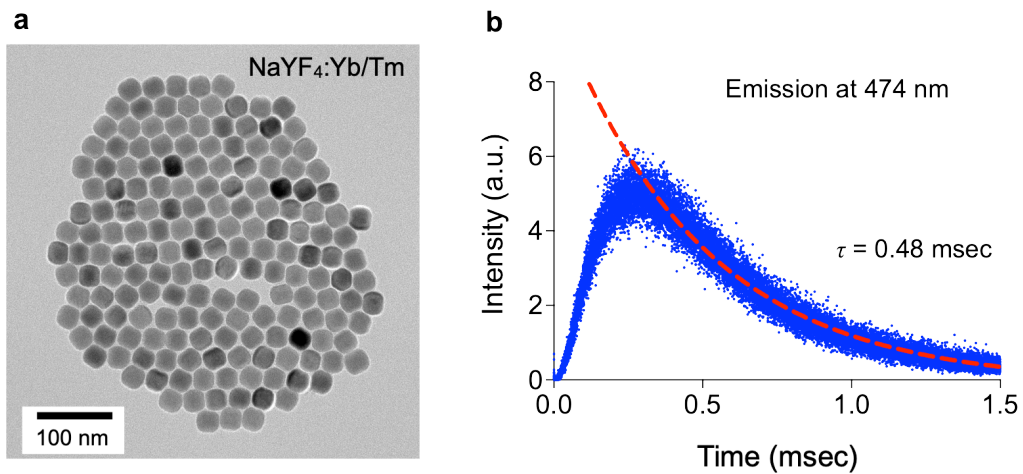 a
NaYF₄:Yb/Tm
100 nm
b
Emission at 474 nm
τ = 0.48 msec
Intensity (a.u.)
8
6
4
2
0
0.0 0.5 1.0 1.5
Time (msec)